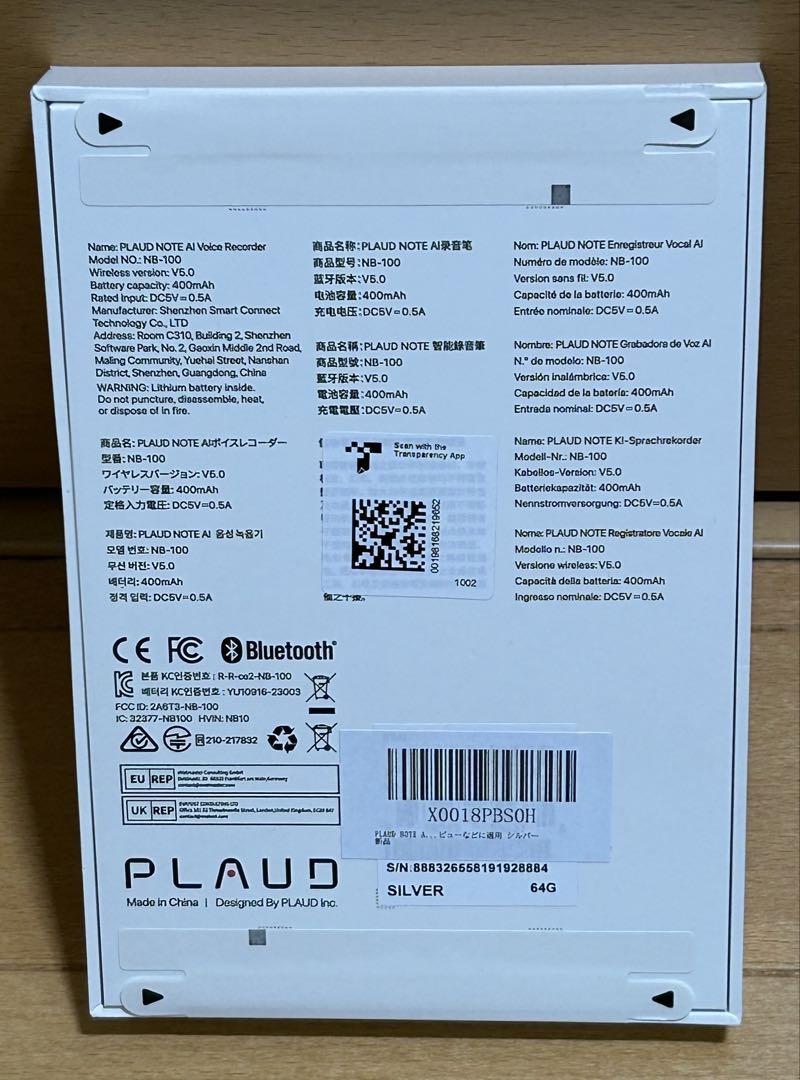 Name: PLAUD NOTE AI Voice Recorder
Model NO.: NB-100
Wireless version: V5.0
Battery capacity: 400mAh
Rated Input: DC5V⎓0.5A
Manufacturer: Shenzhen Smart Connect
Technology Co., LTD
Address: Room C310, Building 2, Shenzhen
Software Park, No. 2, Gaoxin Middle 2nd Road,
Maling Community, Yuehai Street, Nanshan
District, Shenzhen, Guangdong, China
WARNING: Lithium battery inside.
Do not puncture, disassemble, heat,
or dispose of in fire.
商品名: PLAUD NOTE AIボイスレコーダー
型番: NB-100
ワイヤレスバージョン: V5.0
バッテリー容量: 400mAh
定格入力電圧: DC5V⎓0.5A
제품명: PLAUD NOTE AI 음성 녹음기
모델 번호: NB-100
무선 버전: V5.0
배터리: 400mAh
정격 입력: DC5V⎓0.5A
商品名称: PLAUD NOTE AI录音笔
商品型号: NB-100
蓝牙版本: V5.0
电池容量: 400mAh
充电电压: DC5V⎓0.5A
商品名稱: PLAUD NOTE 智能錄音筆
商品型號: NB-100
藍牙版本: V5.0
電池容量: 400mAh
充電電壓: DC5V⎓0.5A
Scan with the
Transparency App
00198168219652
1002
Nom: PLAUD NOTE Enregistreur Vocal AI
Numéro de modèle: NB-100
Version sans fil: V5.0
Capacité de la batterie: 400mAh
Entrée nominale: DC5V⎓0.5A
Nombre: PLAUD NOTE Grabadora de Voz AI
N.º de modelo: NB-100
Versión inalámbrica: V5.0
Capacidad de la batería: 400mAh
Entrada nominal: DC5V⎓0.5A
Name: PLAUD NOTE KI-Sprachrekorder
Modell-Nr.: NB-100
Kabellos-Version: V5.0
Batteriekapazität: 400mAh
Nennstromversorgung: DC5V⎓0.5A
Nome: PLAUD NOTE Registratore Vocale AI
Modello n.: NB-100
Versione wireless: V5.0
Capacità della batteria: 400mAh
Ingresso nominale: DC5V⎓0.5A
CE FC Bluetooth®
본품 KC인증번호: R-R-co2-NB-100
배터리 KC인증번호: YU10916-23003
FCC ID: 2A6T3-NB-100
IC: 32377-NB100 HVIN: NB10
R 210-217832
EU REP
UK REP
PLAUD
Made in China | Designed By PLAUD Inc.
X0018PBS0H
PLAUD NOTE A...ビューなどに適用 シルバー
新品
S/N:888326558191928884
SILVER 64G